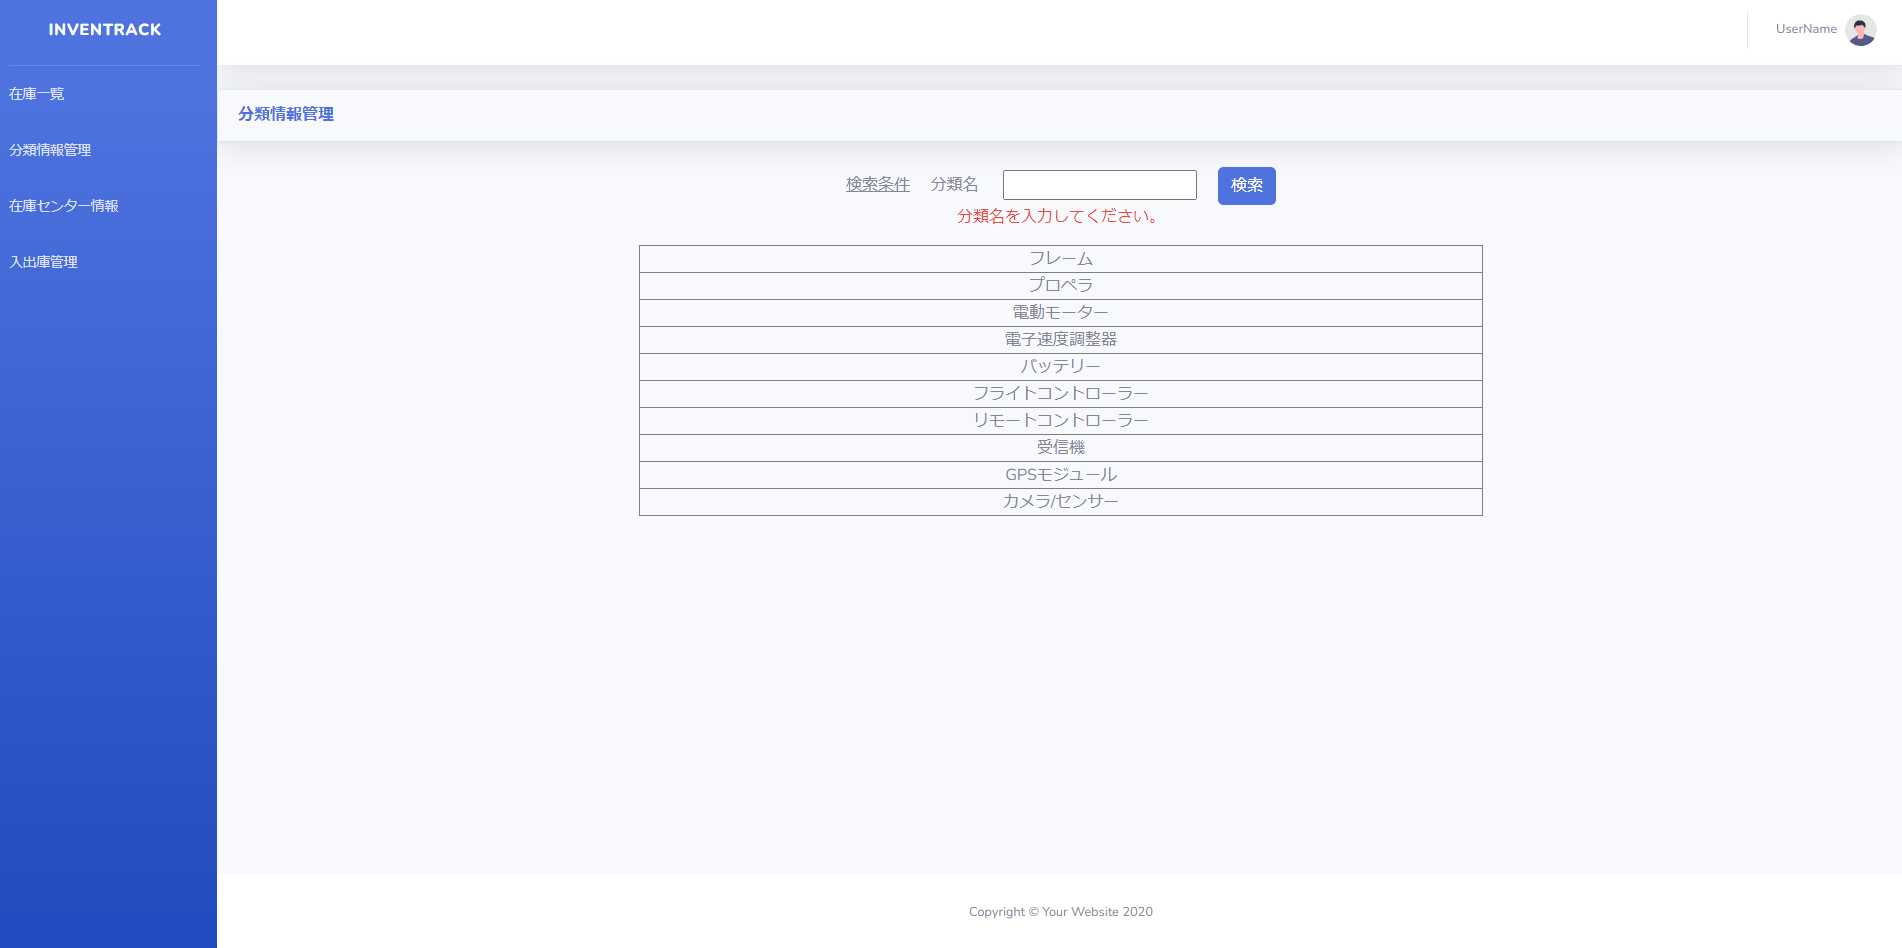 INVENTRACK
UserName
在庫一覧
分類情報管理
在庫センター情報
入出庫管理
分類情報管理
検索条件 分類名 検索
分類名を入力してください。
フレーム
プロペラ
電動モーター
電子速度調整器
バッテリー
フライトコントローラー
リモートコントローラー
受信機
GPSモジュール
カメラ/センサー
Copyright © Your Website 2020